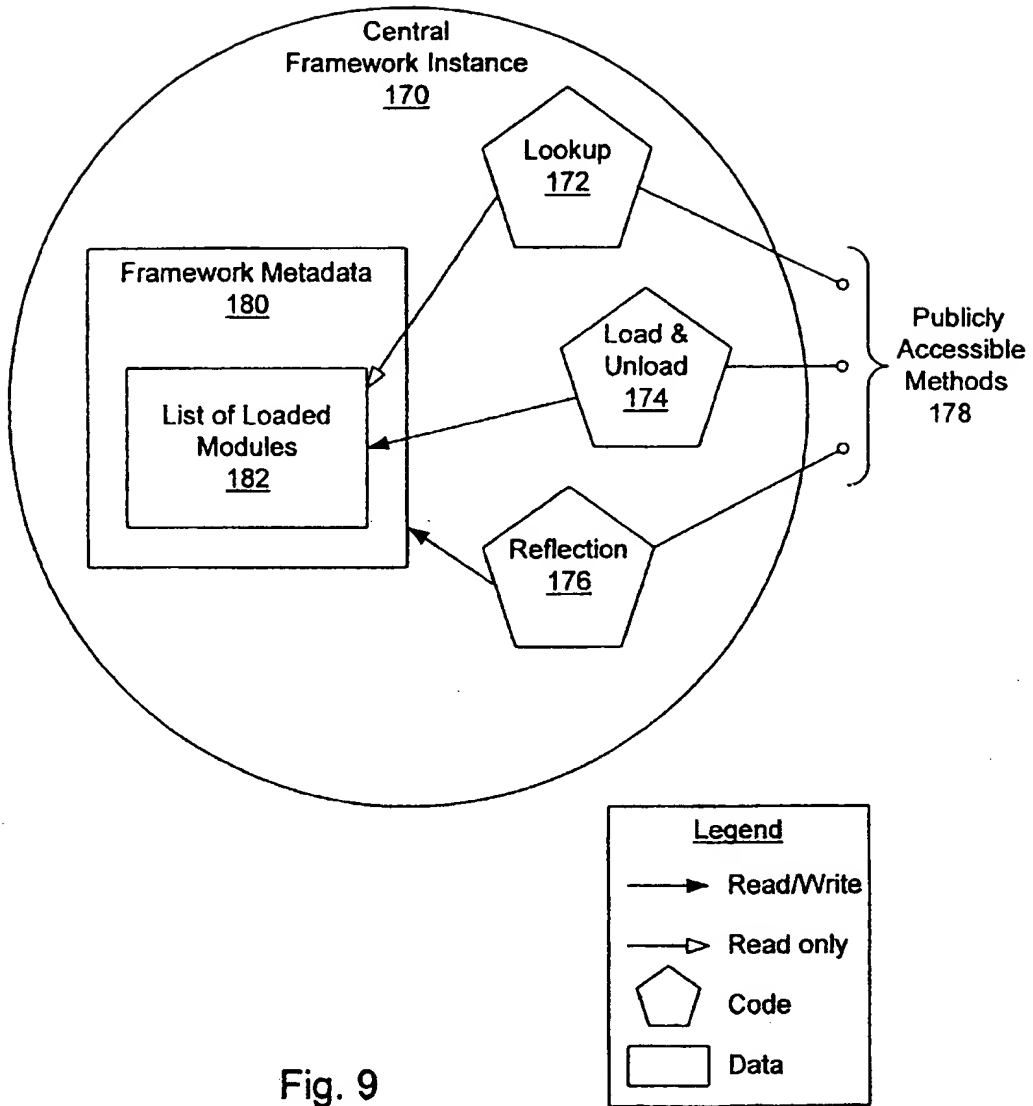 Central
Framework Instance
170
Lookup
172
Framework Metadata
180
List of Loaded
Modules
182
Load &
Unload
174
Reflection
176
Publicly
Accessible
Methods
178
Legend
Read/Write
Read only
Code
Data
Fig. 9